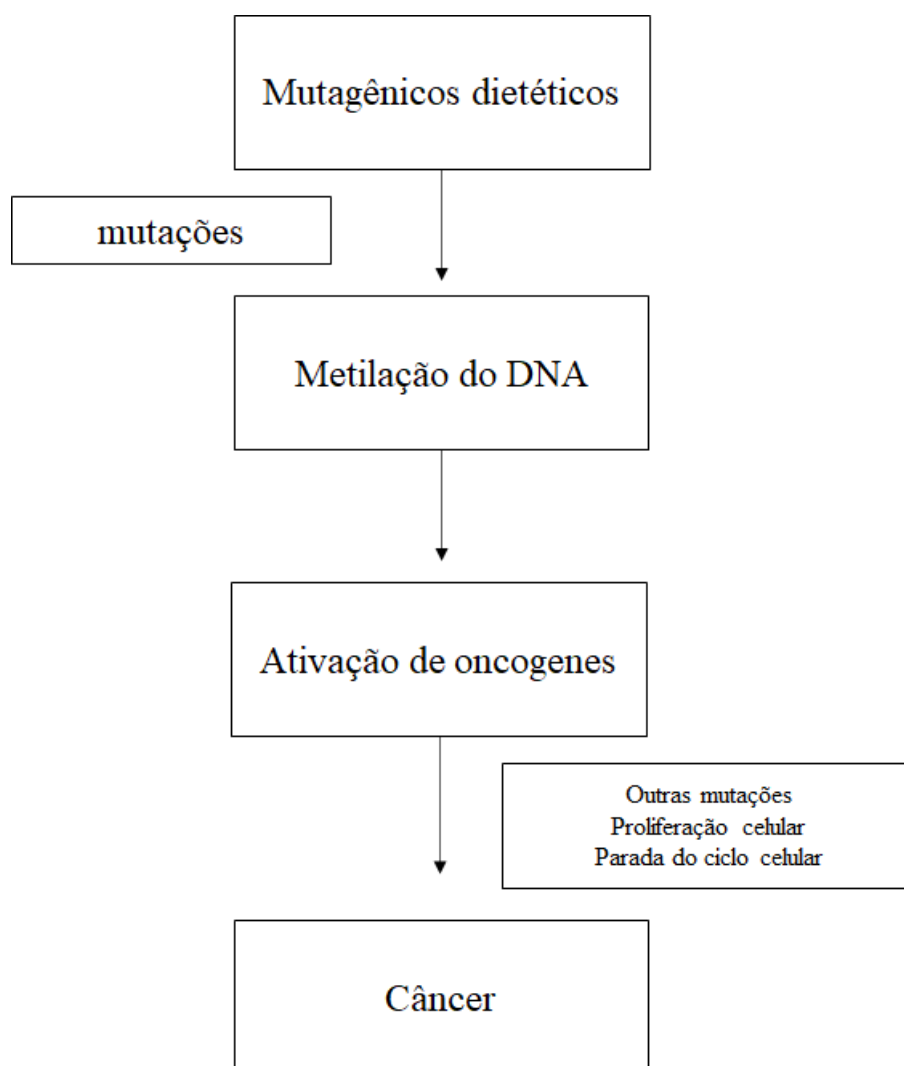 Mutagênicos dietéticos
mutações
Metilação do DNA
Ativação de oncogenes
Outras mutações
Proliferação celular
Parada do ciclo celular
Câncer